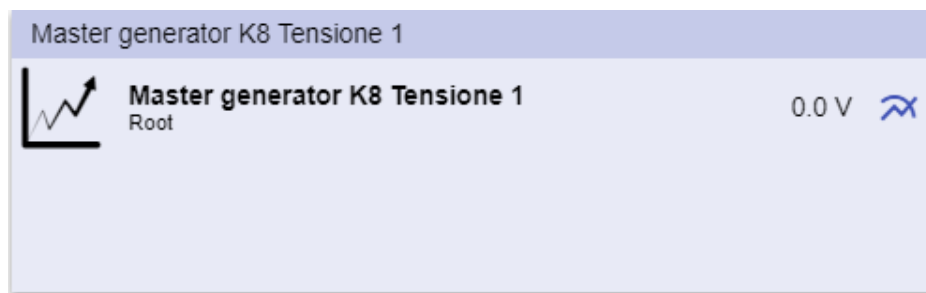 Master generator K8 Tensione 1
Master generator K8 Tensione 1
Root
0.0 V